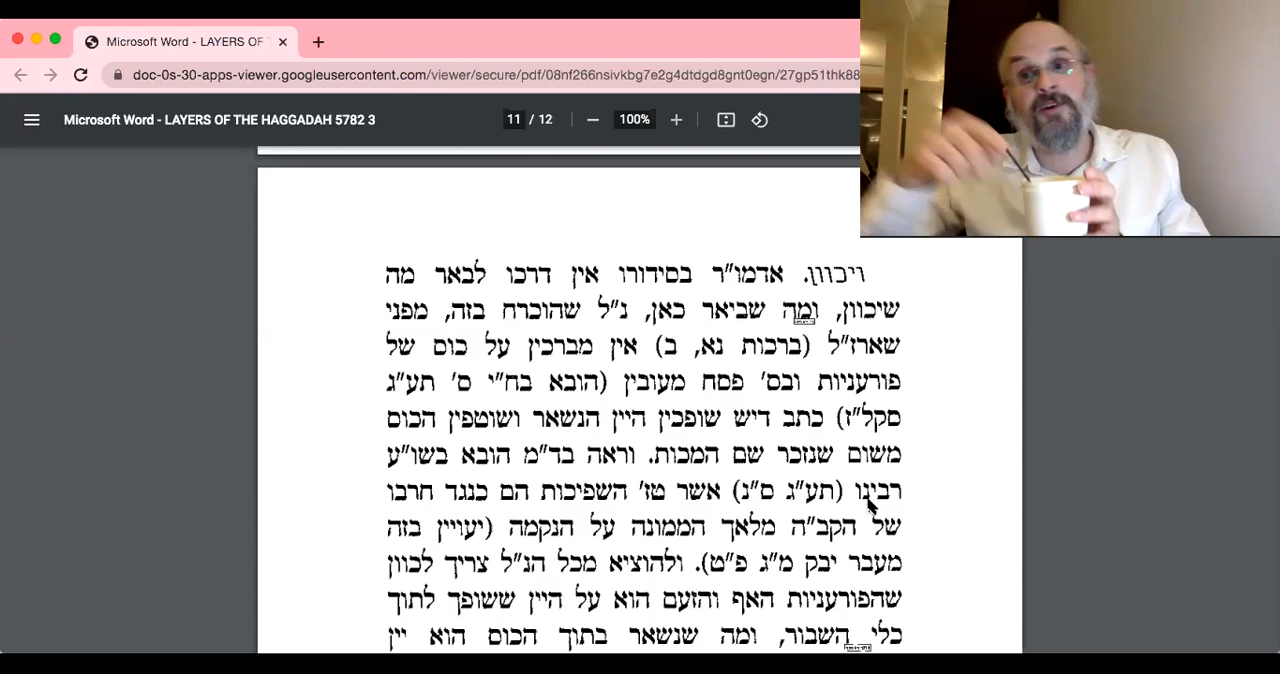 Microsoft Word - LAYERS OF T
doc-0s-30-apps-viewer.googleusercontent.com/viewer/secure/pdf/08nf266nsivkbg7e2g4dtdgd8gnt0egn/27gp51thk88
Microsoft Word - LAYERS OF THE HAGGADAH 5782 3
11 / 12
100%
ויכוון. אדמו"ר בסידורו אין דרכו לבאר מה
שיכוון, ומה שביאר כאן, נ"ל שהוכרח בזה, מפני
שארז"ל (ברכות נא, ב) אין מברכין על כוס של
פורעניות ובס' פסח מעובין (הובא בח"י ס' תע"ג
סקל"ז) כתב דיש שופכין היין הנשאר ושוטפין הכוס
משום שנזכר שם המכות. וראה בד"מ הובא בשו"ע
רבינו (תע"ג ס"נ) אשר טז' השפיכות הם כנגד חרבו
של הקב"ה מלאך הממונה על הנקמה (יעויין בזה
מעבר יבק מ"ג פ"ט). ולהוציא מכל הנ"ל צריך לכוון
שהפורעניות האף והזעם הוא על היין ששופך לתוך
כלי השבור, ומה שנשאר בתוך הכוס הוא יין